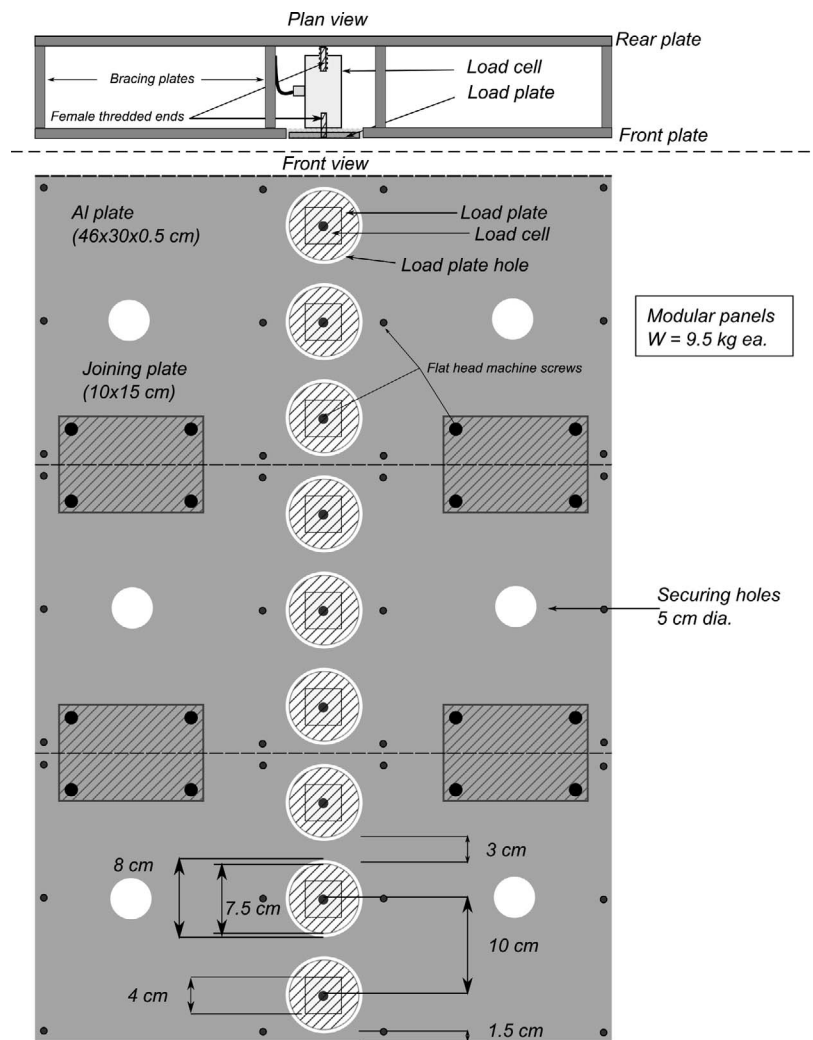 Plan view
Rear plate
Bracing plates
Load cell
Load plate
Female thredded ends
Front plate
Front view
Al plate
(46x30x0.5 cm)
Load plate
Load cell
Load plate hole
Modular panels
W = 9.5 kg ea.
Joining plate
(10x15 cm)
Flat head machine screws
Securing holes
5 cm dia.
3 cm
8 cm
7.5 cm
10 cm
4 cm
1.5 cm